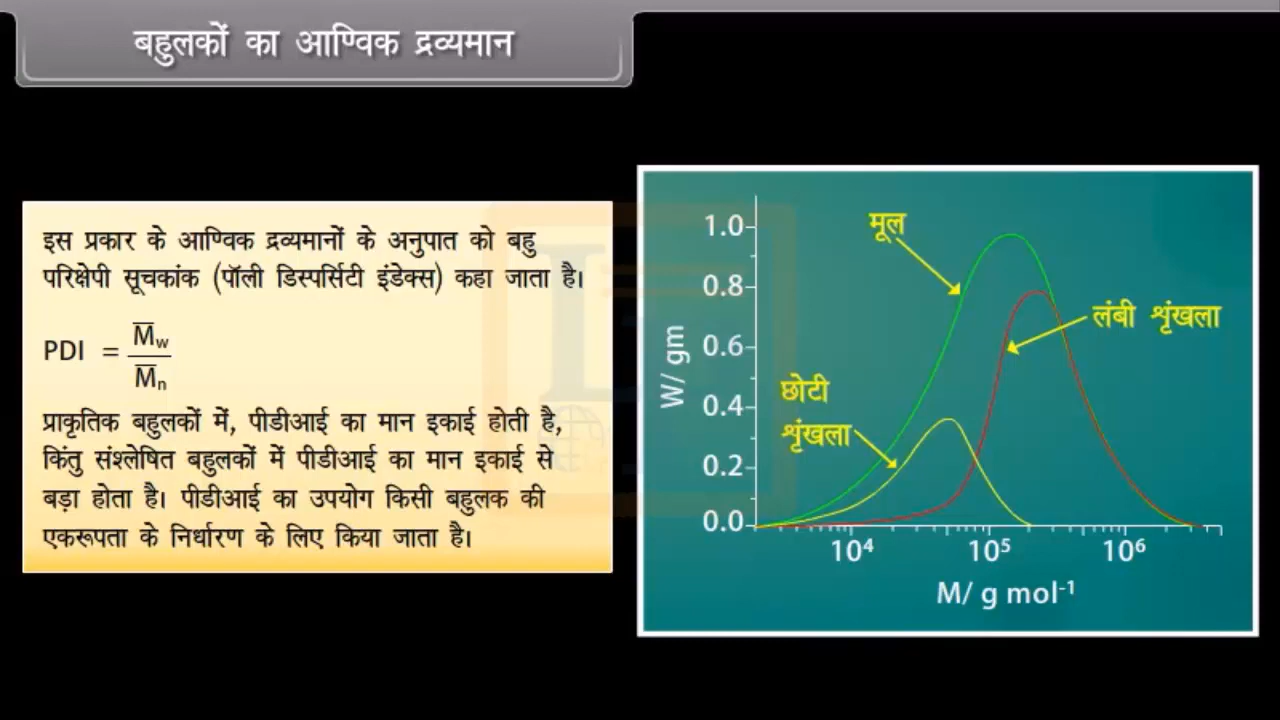 बहुलकों का आण्विक द्रव्यमान
इस प्रकार के आण्विक द्रव्यमानों के अनुपात को बहु
परिक्षेपी सूचकांक (पॉली डिस्पर्सिटी इंडेक्स) कहा जाता है।
PDI = M̅w / M̅n
प्राकृतिक बहुलकों में, पीडीआई का मान इकाई होती है,
किंतु संश्लेषित बहुलकों में पीडीआई का मान इकाई से
बड़ा होता है। पीडीआई का उपयोग किसी बहुलक की
एकरूपता के निर्धारण के लिए किया जाता है।
W/ gm
1.0
0.8
0.6
0.4
0.2
0.0
मूल
लंबी शृंखला
छोटी
शृंखला
10⁴ 10⁵ 10⁶
M/ g mol⁻¹